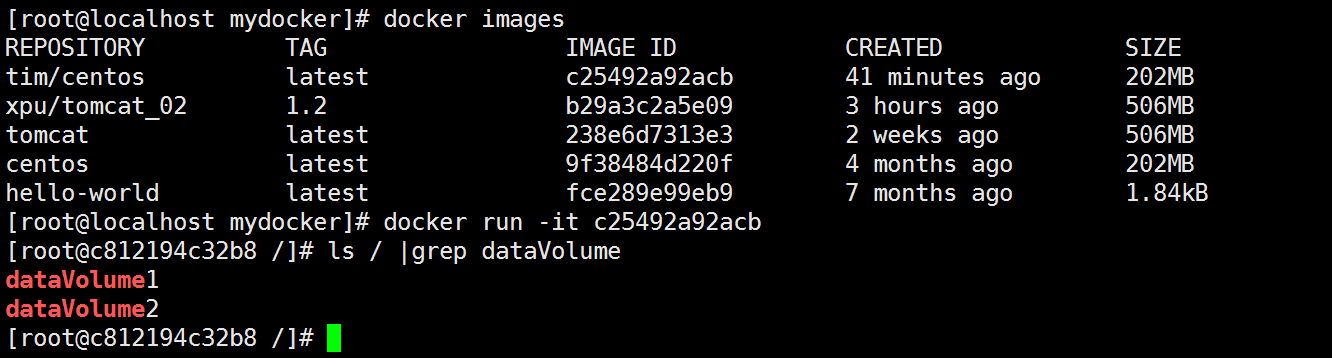 [root@localhost mydocker]# docker images
REPOSITORY          TAG                 IMAGE ID            CREATED             SIZE
tim/centos          latest              c25492a92acb        41 minutes ago      202MB
xpu/tomcat_02       1.2                 b29a3c2a5e09        3 hours ago         506MB
tomcat              latest              238e6d7313e3        2 weeks ago         506MB
centos              latest              9f38484d220f        4 months ago        202MB
hello-world         latest              fce289e99eb9        7 months ago        1.84kB
[root@localhost mydocker]# docker run -it c25492a92acb
[root@c812194c32b8 /]# ls / |grep dataVolume
dataVolume1
dataVolume2
[root@c812194c32b8 /]#